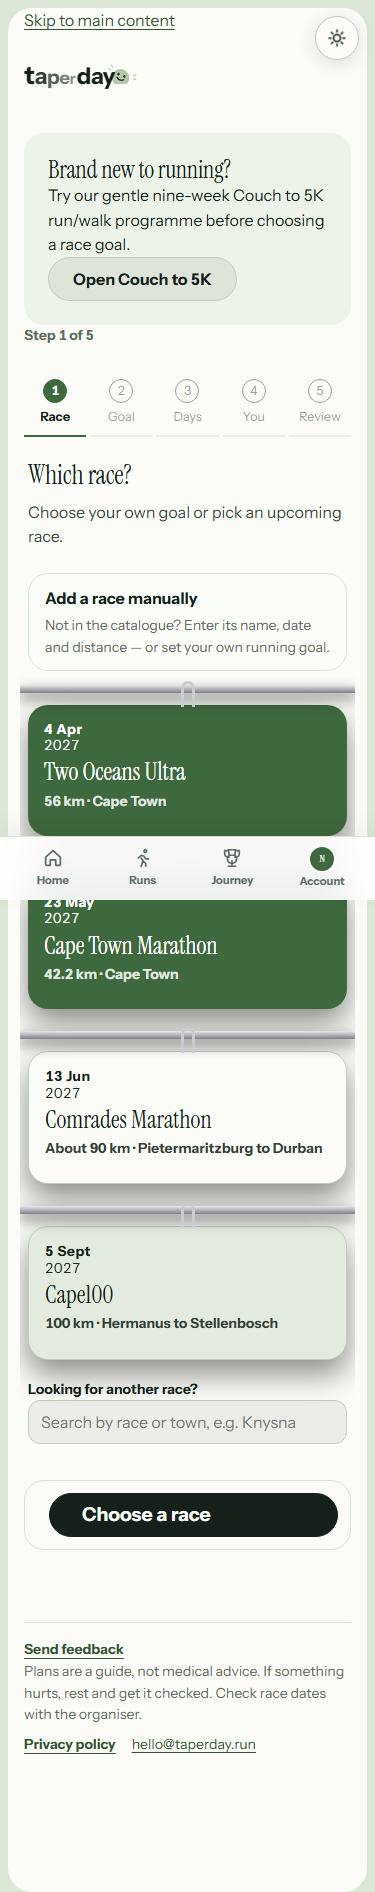 Skip to main content
taperday
Brand new to running?
Try our gentle nine-week Couch to 5K
run/walk programme before choosing
a race goal.
Open Couch to 5K
Step 1 of 5
1 2 3 4 5
Race Goal Days You Review
Which race?
Choose your own goal or pick an upcoming
race.
Add a race manually
Not in the catalogue? Enter its name, date
and distance — or set your own running goal.
4 Apr
2027
Two Oceans Ultra
56 km · Cape Town
N
Home Runs Journey Account
23 May
2027
Cape Town Marathon
42.2 km · Cape Town
13 Jun
2027
Comrades Marathon
About 90 km · Pietermaritzburg to Durban
5 Sept
2027
Cape100
100 km · Hermanus to Stellenbosch
Looking for another race?
Search by race or town, e.g. Knysna
Choose a race
Send feedback
Plans are a guide, not medical advice. If something
hurts, rest and get it checked. Check race dates
with the organiser.
Privacy policy hello@taperday.run